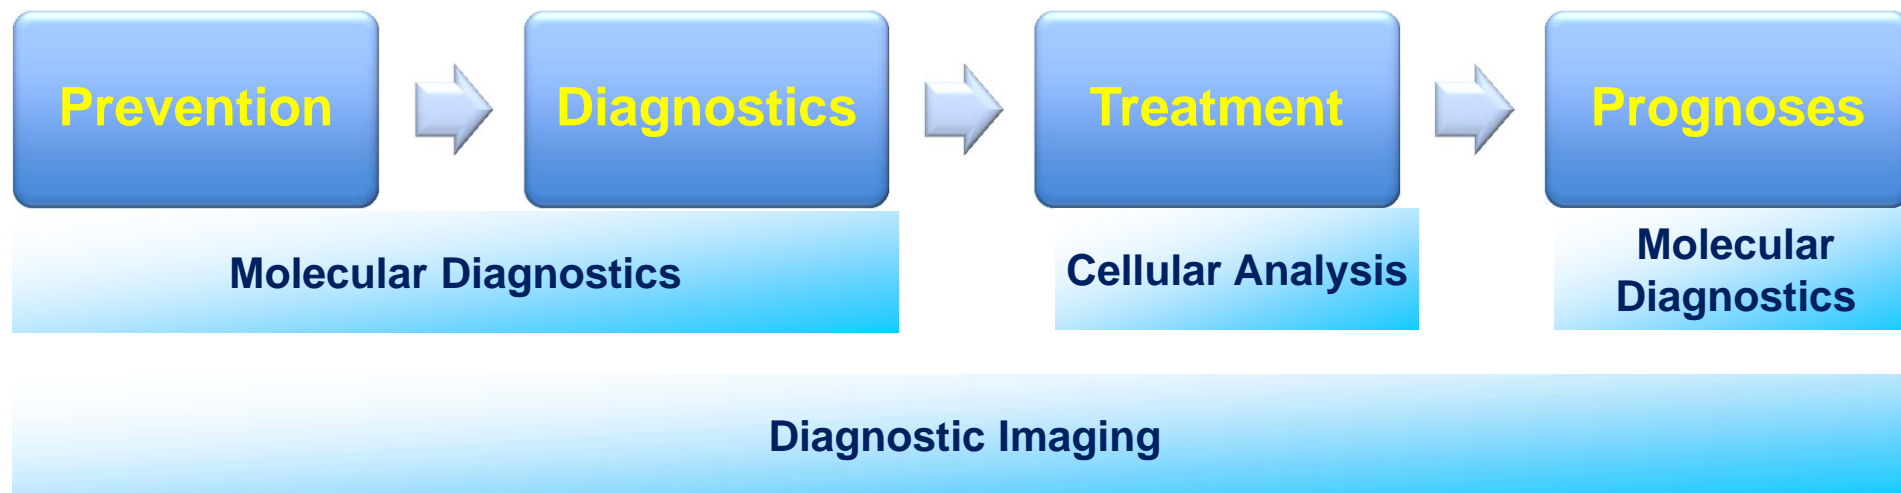 Prevention
Diagnostics
Treatment
Prognoses
Molecular Diagnostics
Cellular Analysis
Molecular
Diagnostics
Diagnostic Imaging